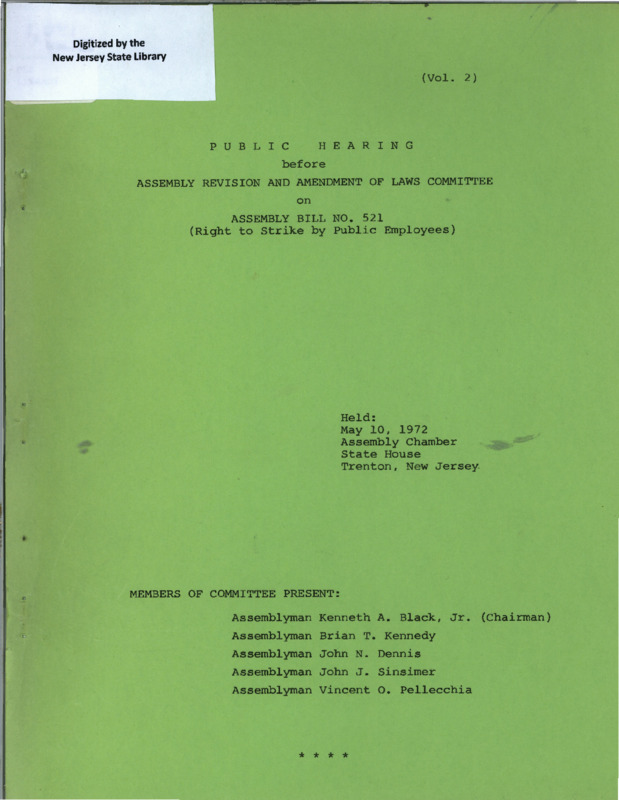 Digitized by the
New Jersey State Library
(Vol. 2)
P U B L I C   H E A R I N G
before
ASSEMBLY REVISION AND AMENDMENT OF LAWS COMMITTEE
on
ASSEMBLY BILL NO. 521
(Right to Strike by Public Employees)
Held:
May 10, 1972
Assembly Chamber
State House
Trenton, New Jersey
MEMBERS OF COMMITTEE PRESENT:
Assemblyman Kenneth A. Black, Jr. (Chairman)
Assemblyman Brian T. Kennedy
Assemblyman John N. Dennis
Assemblyman John J. Sinsimer
Assemblyman Vincent O. Pellecchia
* * * *